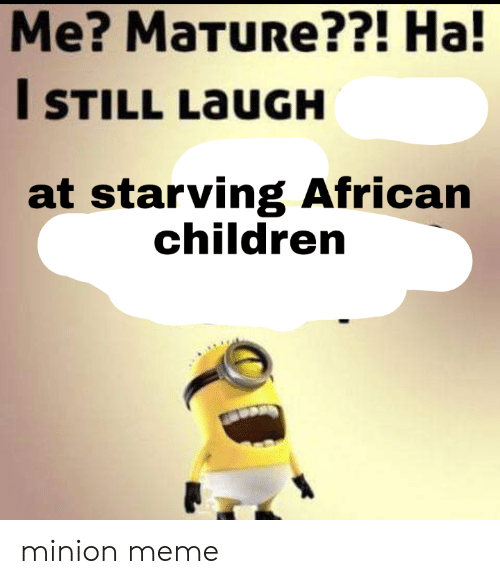 Me? MaTURe??! Ha!
I STILL LaUGH
at starving African
children
minion meme